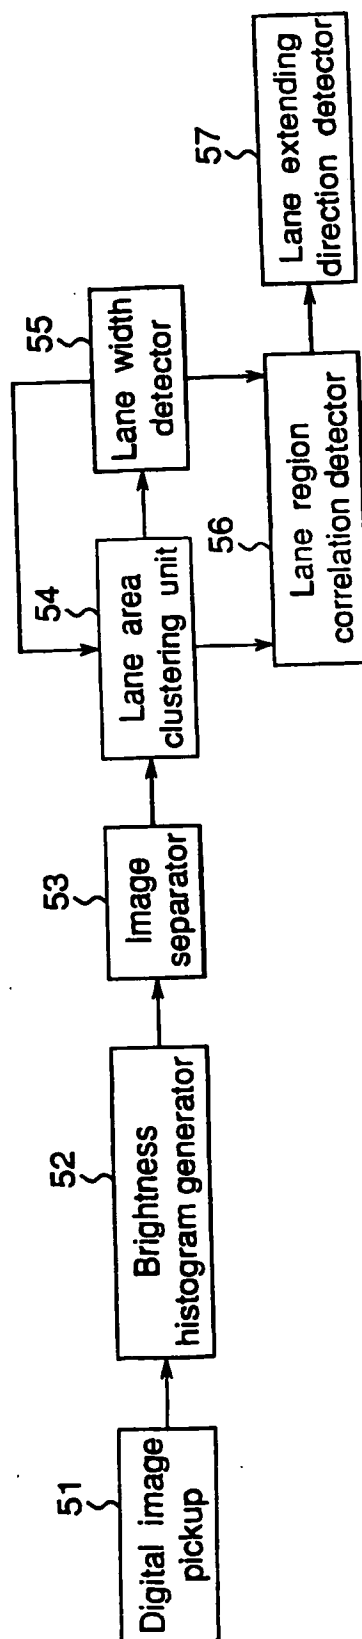 51
Digital image
pickup
52
Brightness
histogram generator
53
Image
separator
54
Lane area
clustering unit
55
Lane width
detector
56
Lane region
correlation detector
57
Lane extending
direction detector